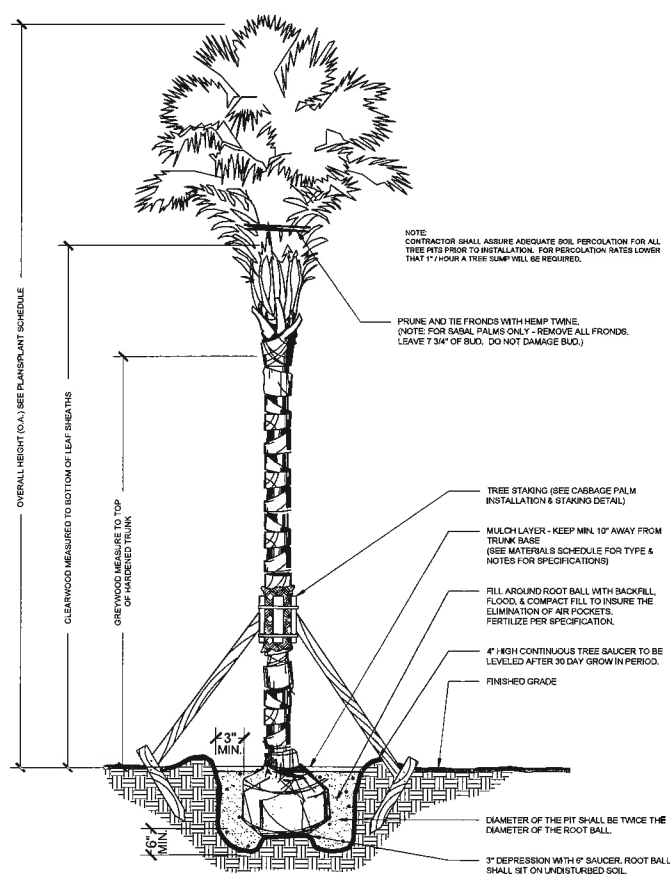 NOTE:
CONTRACTOR SHALL ASSURE ADEQUATE SOIL PERCOLATION FOR ALL
TREE PITS PRIOR TO INSTALLATION. FOR PERCOLATION RATES LOWER
THAT 1" / HOUR A TREE SUMP WILL BE REQUIRED.
PRUNE AND TIE FRONDS WITH HEMP TWINE.
(NOTE: FOR SABAL PALMS ONLY - REMOVE ALL FRONDS.
LEAVE 7 3/4" OF BUD. DO NOT DAMAGE BUD.)
OVERALL HEIGHT (O.A.) SEE PLANS/PLANT SCHEDULE
CLEARWOOD MEASURED TO BOTTOM OF LEAF SHEATHS
GREYWOOD MEASURE TO TOP
OF HARDENED TRUNK
TREE STAKING (SEE CABBAGE PALM
INSTALLATION & STAKING DETAIL)
MULCH LAYER - KEEP MIN. 10" AWAY FROM
TRUNK BASE
(SEE MATERIALS SCHEDULE FOR TYPE &
NOTES FOR SPECIFICATIONS)
FILL AROUND ROOT BALL WITH BACKFILL,
FLOOD, & COMPACT FILL TO INSURE THE
ELIMINATION OF AIR POCKETS.
FERTILIZE PER SPECIFICATION.
4" HIGH CONTINUOUS TREE SAUCER TO BE
LEVELED AFTER 30 DAY GROW IN PERIOD.
FINISHED GRADE
3"
MIN.
6"
MIN.
DIAMETER OF THE PIT SHALL BE TWICE THE
DIAMETER OF THE ROOT BALL.
3" DEPRESSION WITH 6" SAUCER. ROOT BALL
SHALL SIT ON UNDISTURBED SOIL.